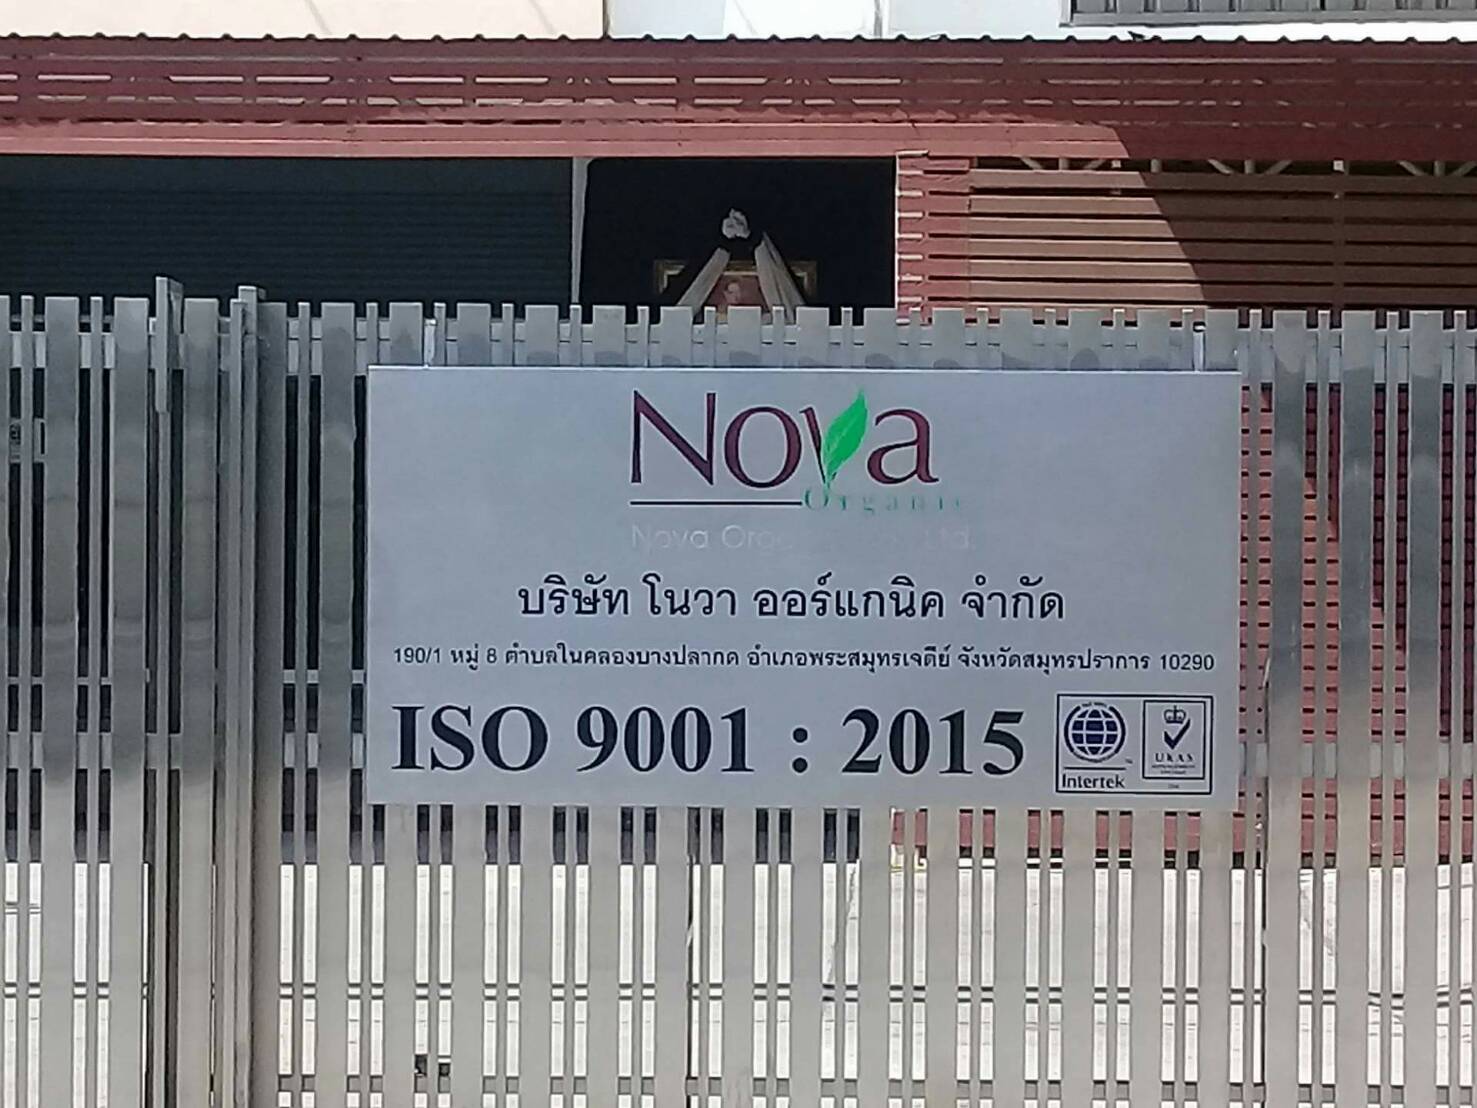 Nova
Organic
Nova Ltd.
บริษัท โนวา ออร์แกนิค จำกัด
190/1 หมู่ 8 ตำบลในคลองบางปลากด อำเภอพระสมุทรเจดีย์ จังหวัดสมุทรปราการ 10290
ISO 9001 : 2015
Intertek
UKAS